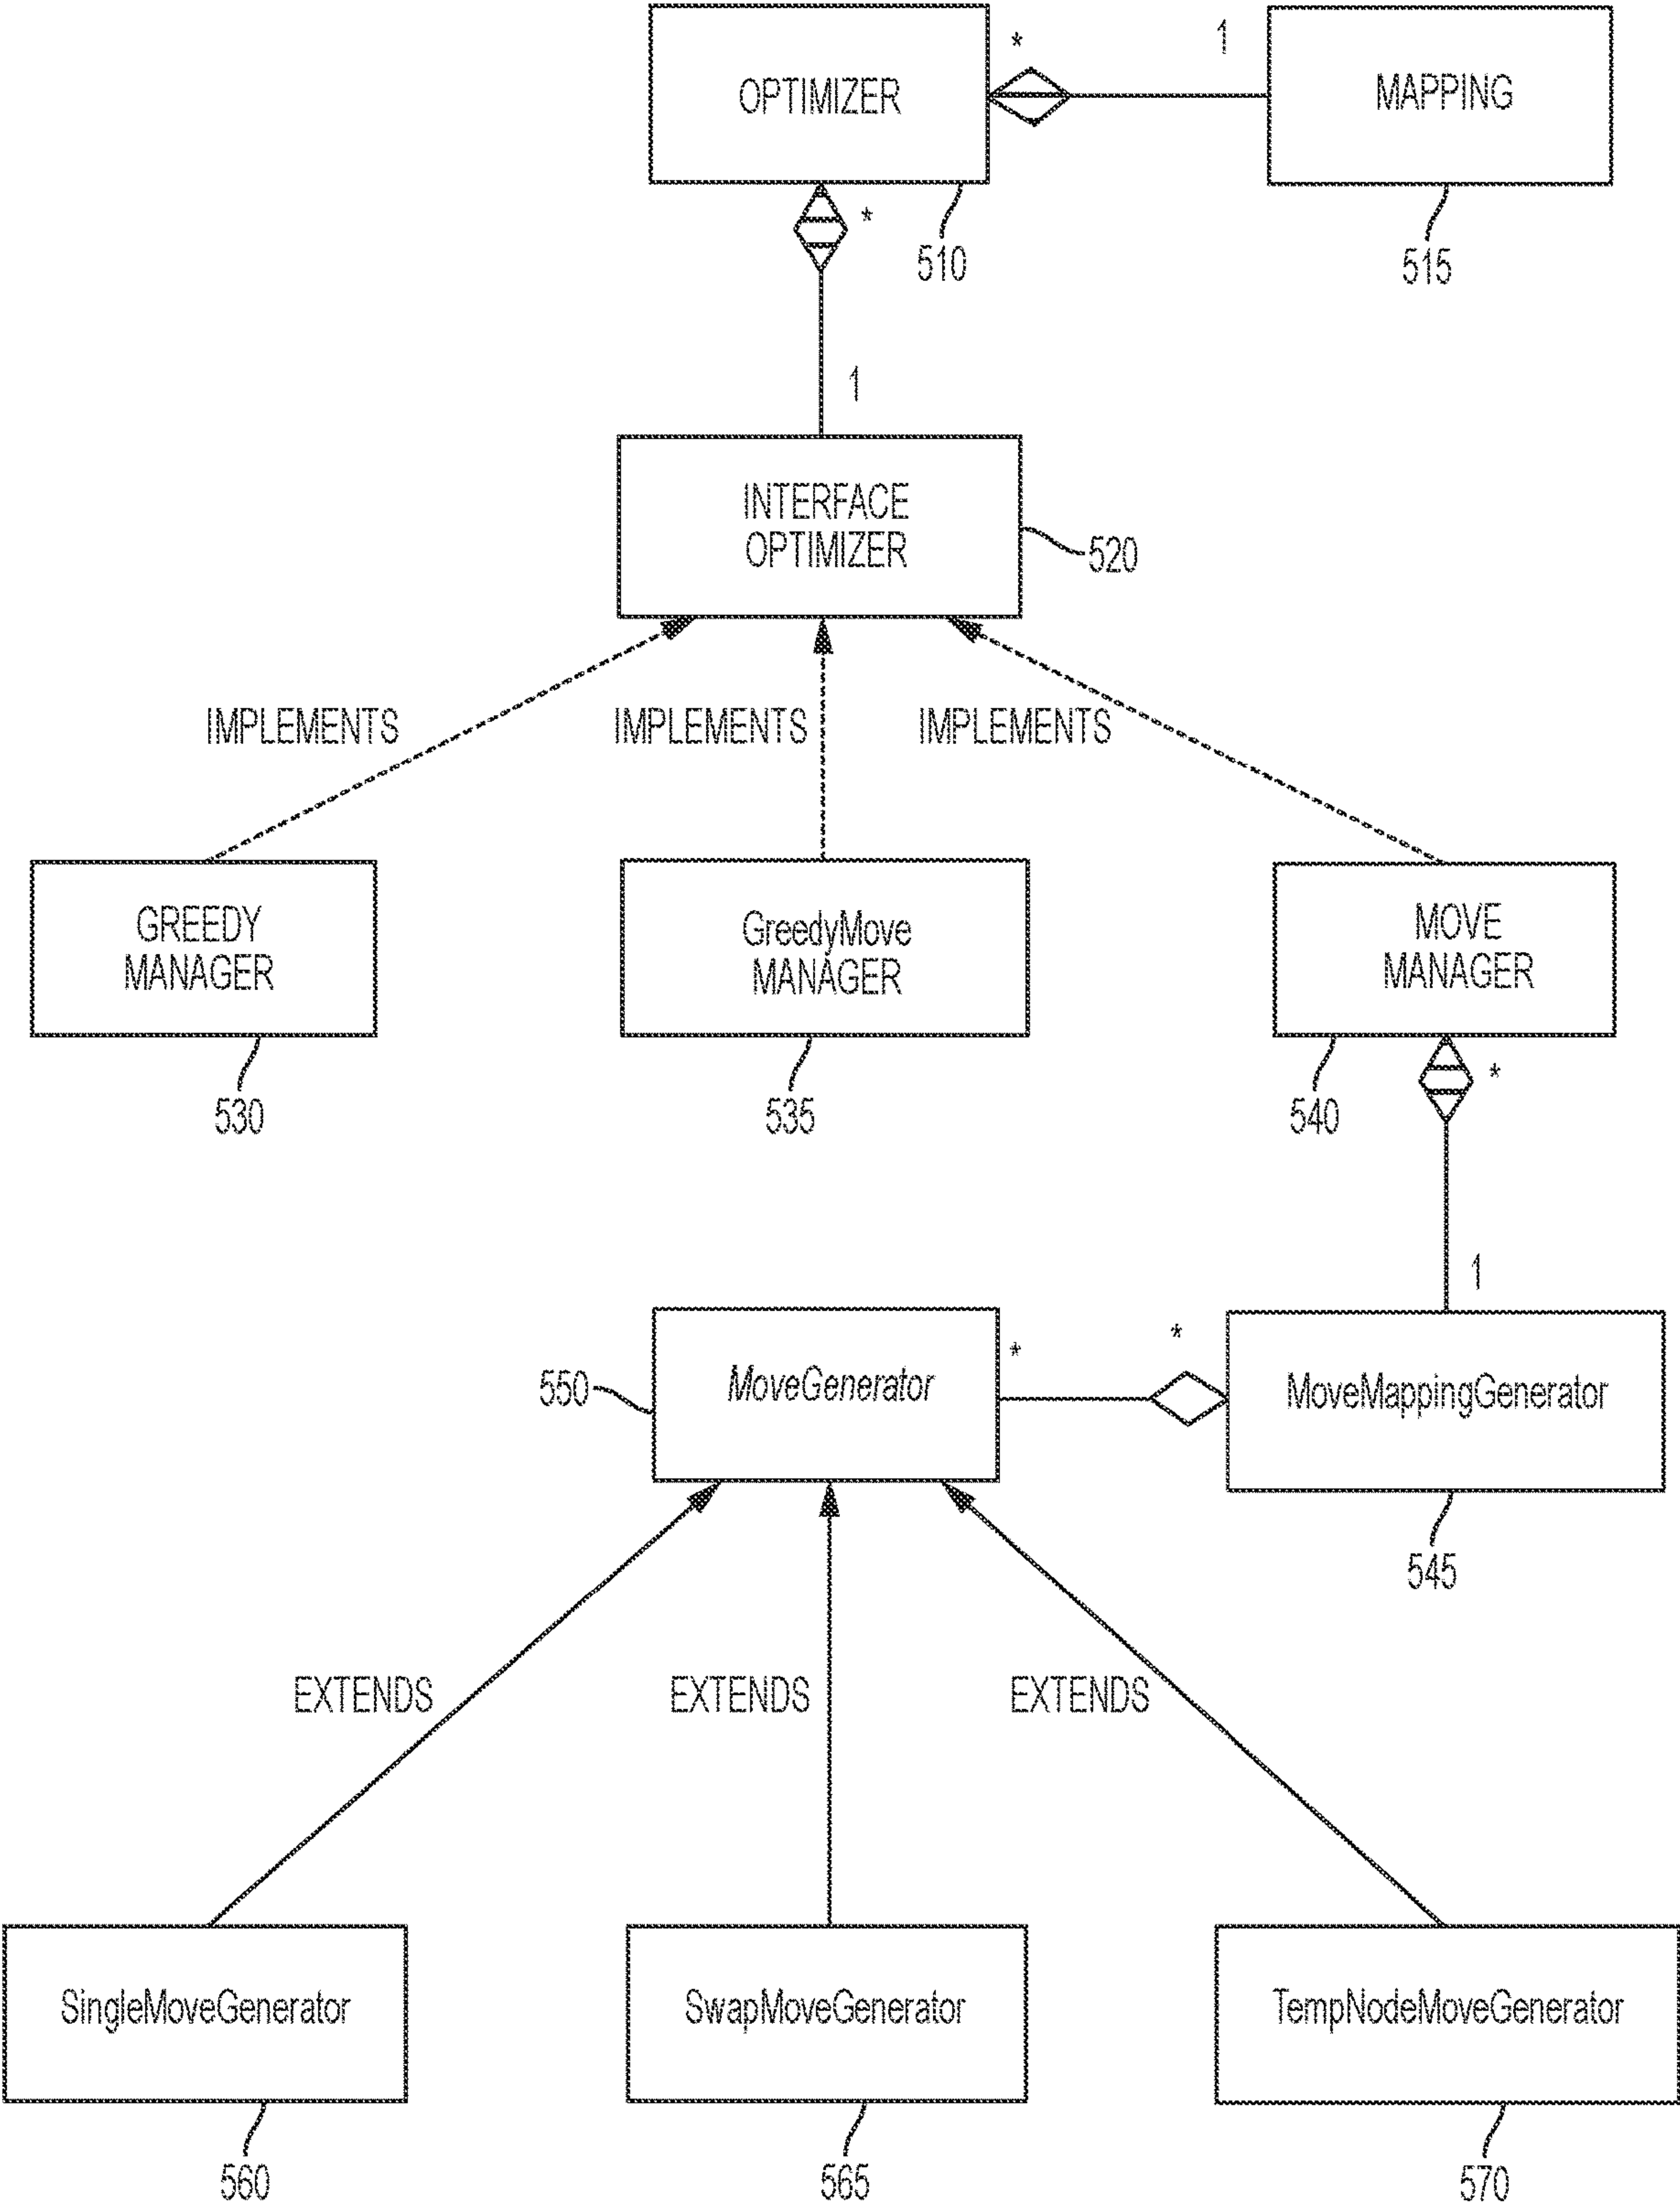 OPTIMIZER
*
1
MAPPING
*
510
515
1
INTERFACE
OPTIMIZER
520
IMPLEMENTS
IMPLEMENTS
IMPLEMENTS
GREEDY
MANAGER
GreedyMove
MANAGER
MOVE
MANAGER
530
535
540
*
1
550
MoveGenerator
*
*
MoveMappingGenerator
545
EXTENDS
EXTENDS
EXTENDS
SingleMoveGenerator
SwapMoveGenerator
TempNodeMoveGenerator
560
565
570